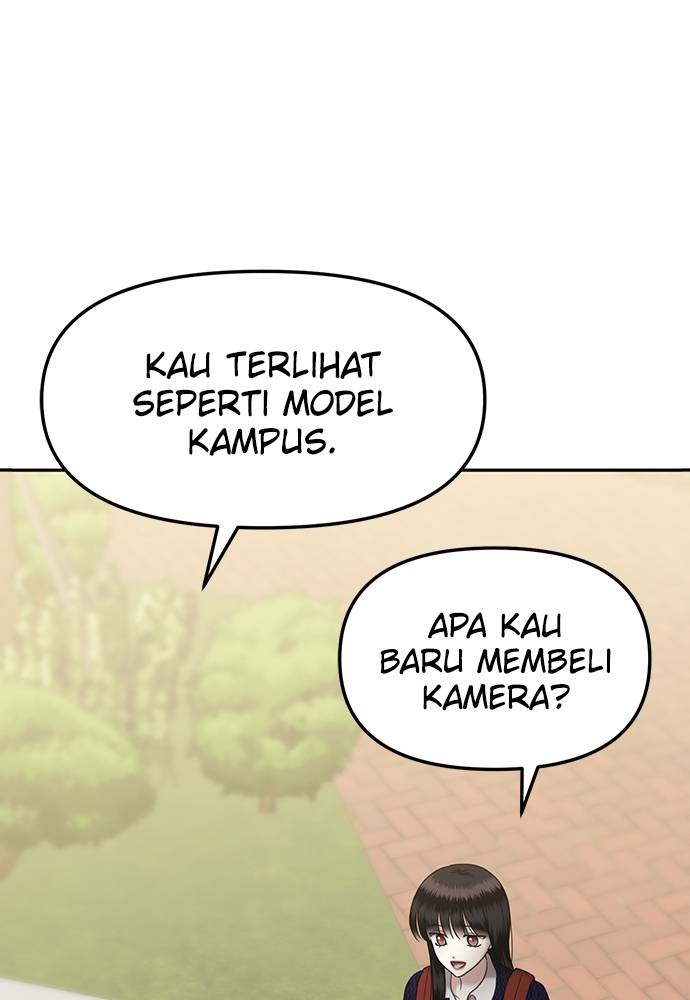 KAU TERLIHAT
SEPERTI MODEL
KAMPUS.
APA KAU
BARU MEMBELI
KAMERA?